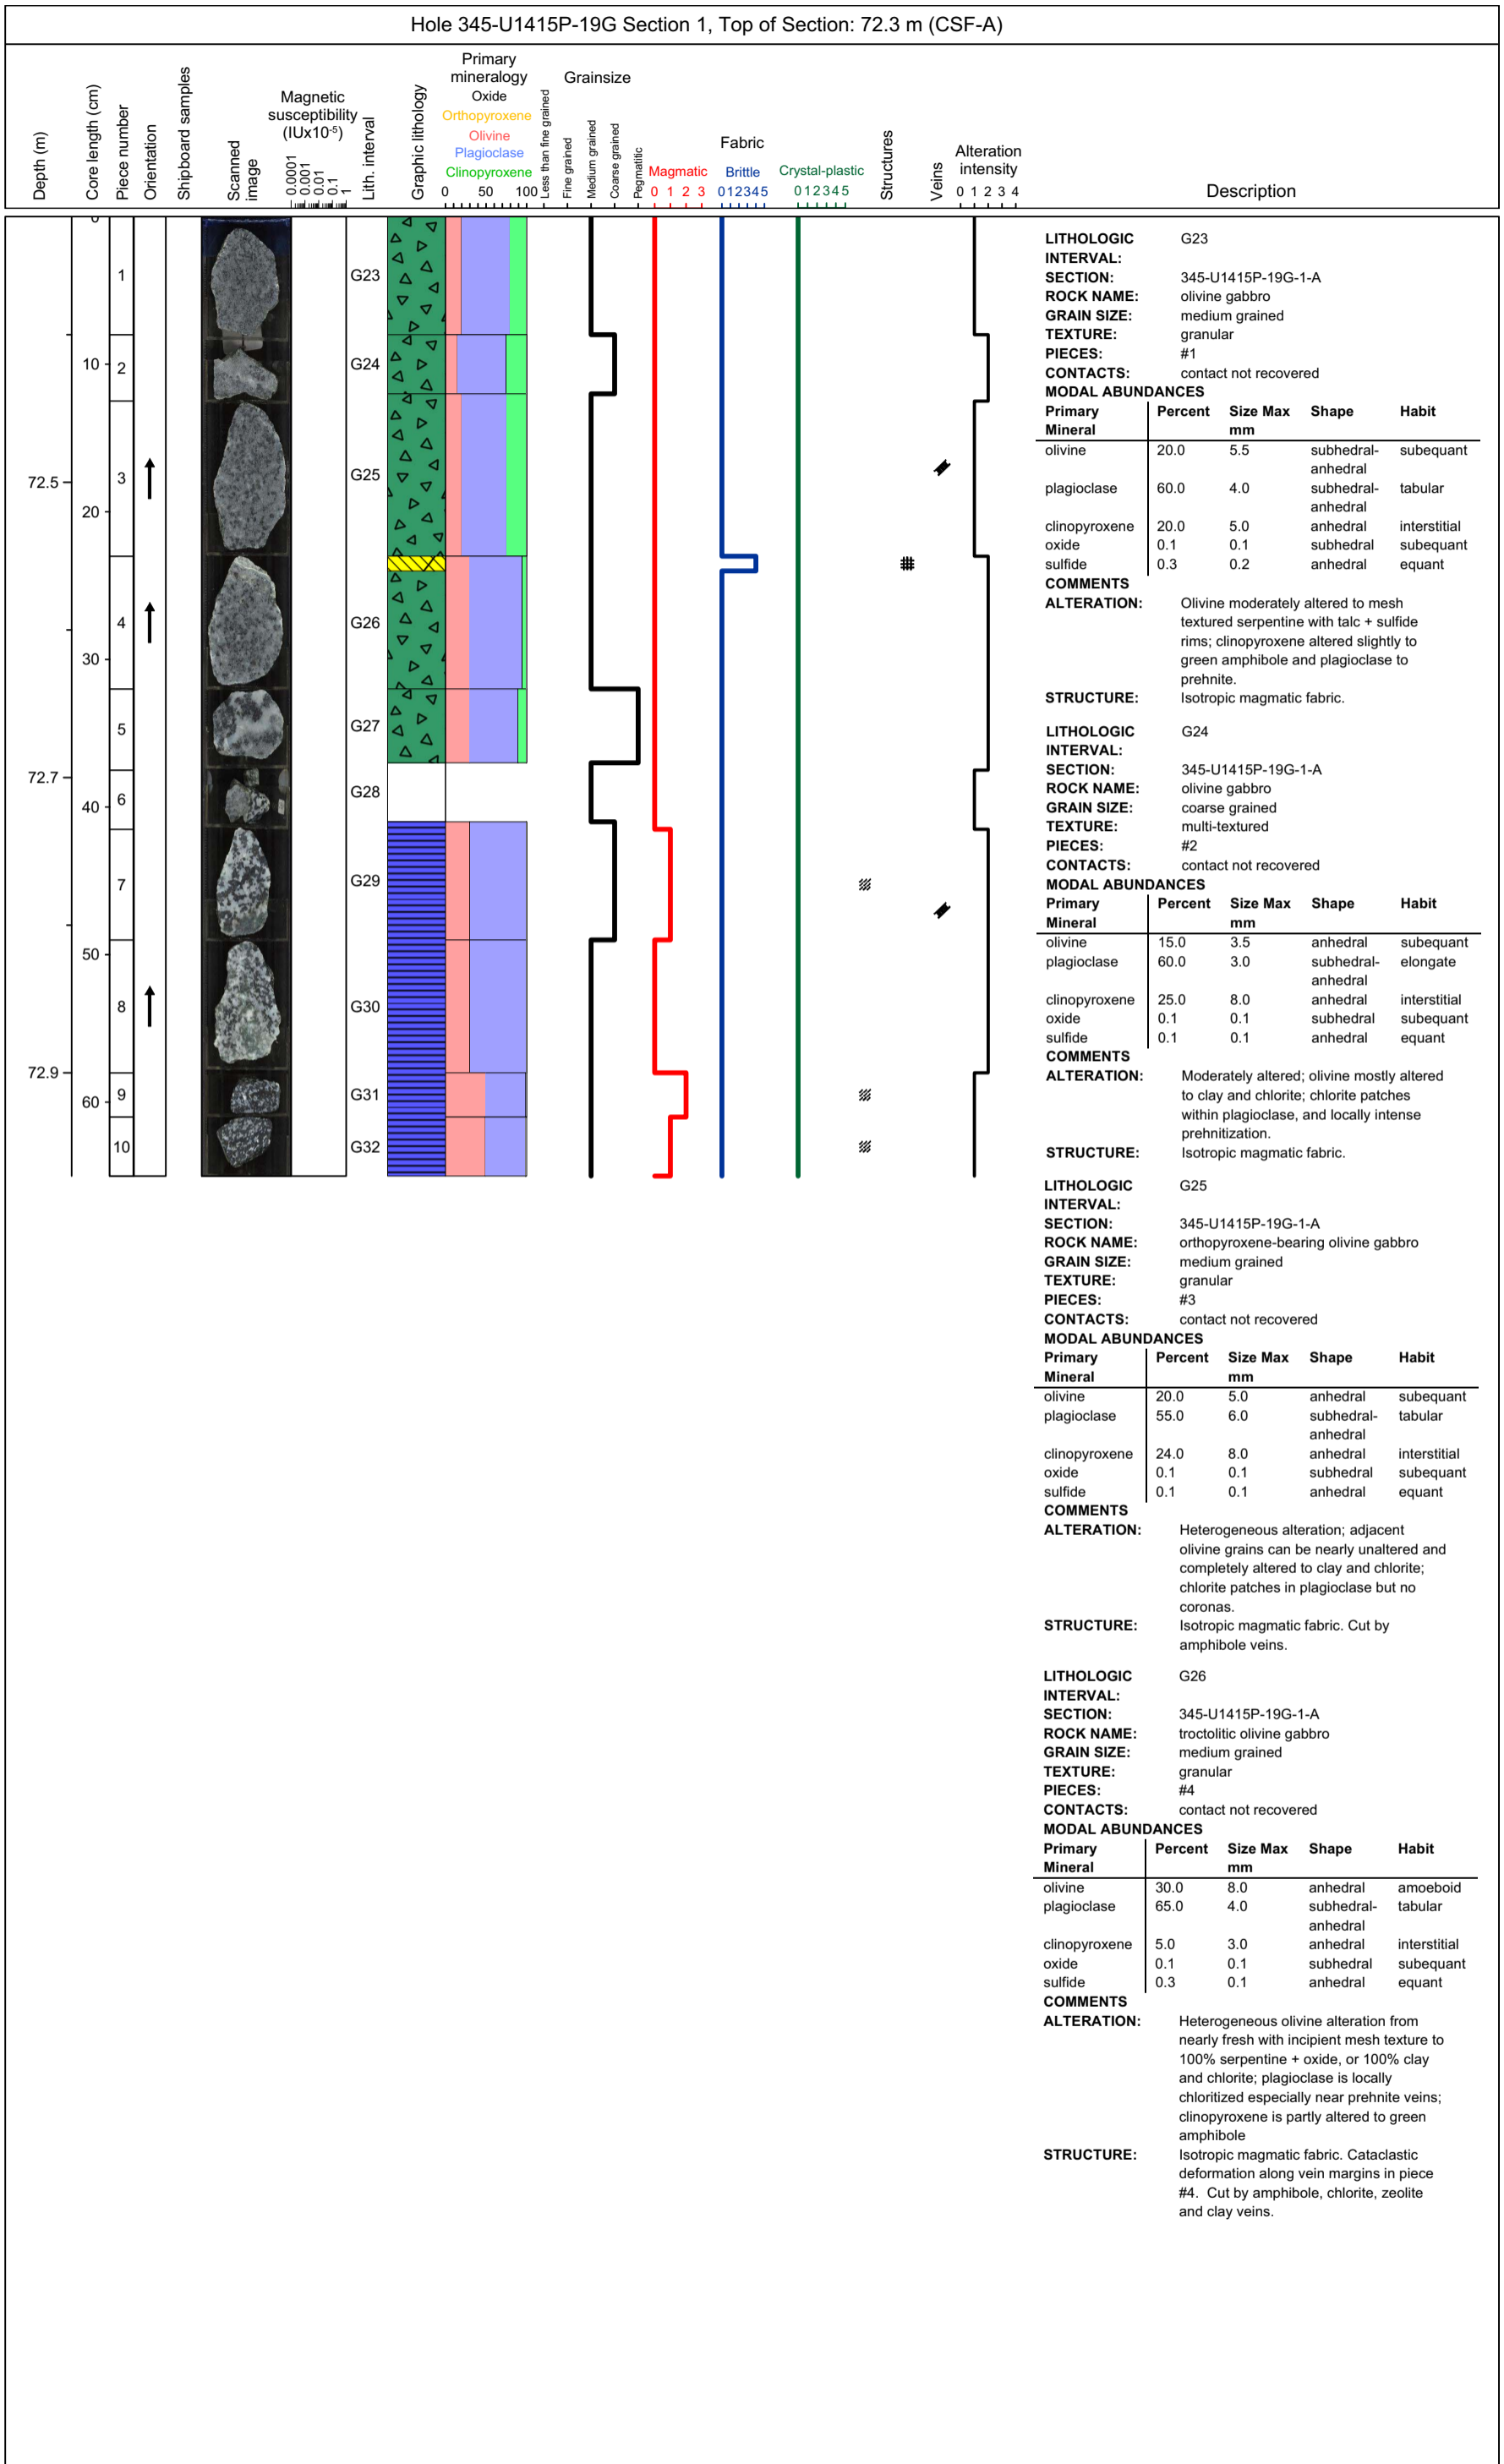 Hole 345-U1415P-19G Section 1, Top of Section: 72.3 m (CSF-A)
Depth (m)
Core length (cm)
Piece number
Orientation
Shipboard samples
Scanned
image
Magnetic
susceptibility
(IUx10-5)
0.0001
0.001
0.01
0.1
1
Lith. interval
Graphic lithology
Primary
mineralogy
Oxide
Orthopyroxene
Olivine
Plagioclase
Clinopyroxene
0 50 100
Grainsize
Less than fine grained
Fine grained
Medium grained
Coarse grained
Pegmatitic
Fabric
Magmatic
0 1 2 3
Brittle
0 1 2 3 4 5
Crystal-plastic
0 1 2 3 4 5
Structures
Veins
Alteration
intensity
0 1 2 3 4
Description
0
1
G23
10
2
G24
72.5
3
G25
20
4
G26
30
5
G27
72.7
40
6
G28
7
G29
50
8
G30
72.9
60
9
G31
10
G32
LITHOLOGIC G23
INTERVAL:
SECTION: 345-U1415P-19G-1-A
ROCK NAME: olivine gabbro
GRAIN SIZE: medium grained
TEXTURE: granular
PIECES: #1
CONTACTS: contact not recovered
MODAL ABUNDANCES
Primary Percent Size Max Shape Habit
Mineral mm
olivine 20.0 5.5 subhedral- subequant
anhedral
plagioclase 60.0 4.0 subhedral- tabular
anhedral
clinopyroxene 20.0 5.0 anhedral interstitial
oxide 0.1 0.1 subhedral subequant
sulfide 0.3 0.2 anhedral equant
COMMENTS
ALTERATION: Olivine moderately altered to mesh
textured serpentine with talc + sulfide
rims; clinopyroxene altered slightly to
green amphibole and plagioclase to
prehnite.
STRUCTURE: Isotropic magmatic fabric.
LITHOLOGIC G24
INTERVAL:
SECTION: 345-U1415P-19G-1-A
ROCK NAME: olivine gabbro
GRAIN SIZE: coarse grained
TEXTURE: multi-textured
PIECES: #2
CONTACTS: contact not recovered
MODAL ABUNDANCES
Primary Percent Size Max Shape Habit
Mineral mm
olivine 15.0 3.5 anhedral subequant
plagioclase 60.0 3.0 subhedral- elongate
anhedral
clinopyroxene 25.0 8.0 anhedral interstitial
oxide 0.1 0.1 subhedral subequant
sulfide 0.1 0.1 anhedral equant
COMMENTS
ALTERATION: Moderately altered; olivine mostly altered
to clay and chlorite; chlorite patches
within plagioclase, and locally intense
prehnitization.
STRUCTURE: Isotropic magmatic fabric.
LITHOLOGIC G25
INTERVAL:
SECTION: 345-U1415P-19G-1-A
ROCK NAME: orthopyroxene-bearing olivine gabbro
GRAIN SIZE: medium grained
TEXTURE: granular
PIECES: #3
CONTACTS: contact not recovered
MODAL ABUNDANCES
Primary Percent Size Max Shape Habit
Mineral mm
olivine 20.0 5.0 anhedral subequant
plagioclase 55.0 6.0 subhedral- tabular
anhedral
clinopyroxene 24.0 8.0 anhedral interstitial
oxide 0.1 0.1 subhedral subequant
sulfide 0.1 0.1 anhedral equant
COMMENTS
ALTERATION: Heterogeneous alteration; adjacent
olivine grains can be nearly unaltered and
completely altered to clay and chlorite;
chlorite patches in plagioclase but no
coronas.
STRUCTURE: Isotropic magmatic fabric. Cut by
amphibole veins.
LITHOLOGIC G26
INTERVAL:
SECTION: 345-U1415P-19G-1-A
ROCK NAME: troctolitic olivine gabbro
GRAIN SIZE: medium grained
TEXTURE: granular
PIECES: #4
CONTACTS: contact not recovered
MODAL ABUNDANCES
Primary Percent Size Max Shape Habit
Mineral mm
olivine 30.0 8.0 anhedral amoeboid
plagioclase 65.0 4.0 subhedral- tabular
anhedral
clinopyroxene 5.0 3.0 anhedral interstitial
oxide 0.1 0.1 subhedral subequant
sulfide 0.3 0.1 anhedral equant
COMMENTS
ALTERATION: Heterogeneous olivine alteration from
nearly fresh with incipient mesh texture to
100% serpentine + oxide, or 100% clay
and chlorite; plagioclase is locally
chloritized especially near prehnite veins;
clinopyroxene is partly altered to green
amphibole
STRUCTURE: Isotropic magmatic fabric. Cataclastic
deformation along vein margins in piece
#4. Cut by amphibole, chlorite, zeolite
and clay veins.